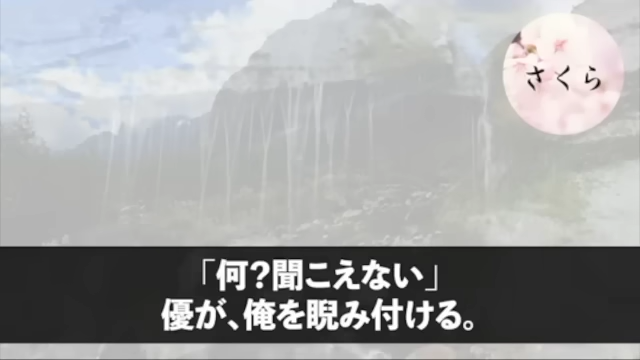 さくら
「何?聞こえない」
優が、俺を睨み付ける。